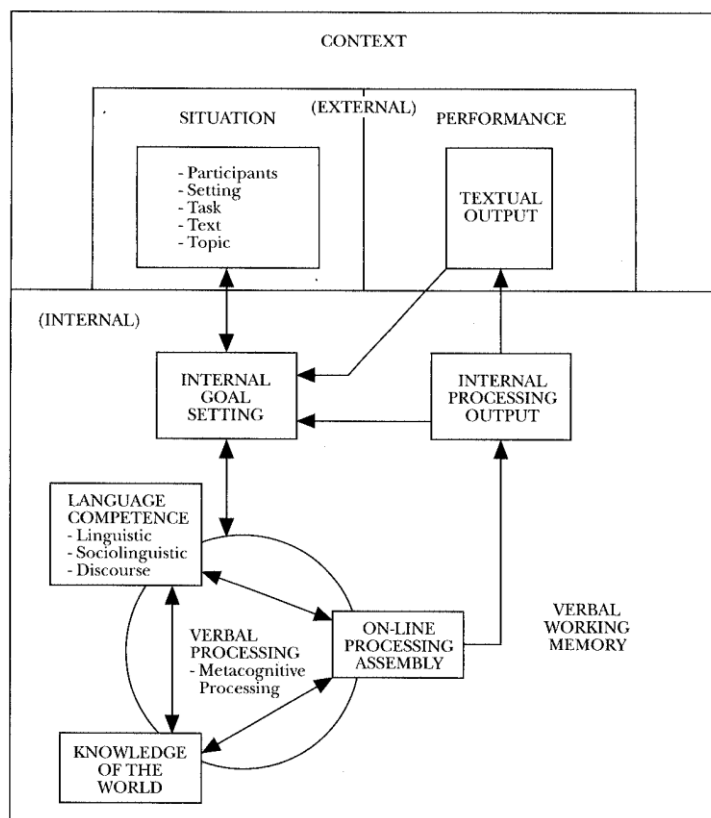 CONTEXT
(EXTERNAL)
SITUATION
- Participants
- Setting
- Task
- Text
- Topic
PERFORMANCE
TEXTUAL
OUTPUT
(INTERNAL)
INTERNAL
GOAL
SETTING
INTERNAL
PROCESSING
OUTPUT
LANGUAGE
COMPETENCE
- Linguistic
- Sociolinguistic
- Discourse
VERBAL
PROCESSING
- Metacognitive
Processing
ON-LINE
PROCESSING
ASSEMBLY
VERBAL
WORKING
MEMORY
KNOWLEDGE
OF THE
WORLD